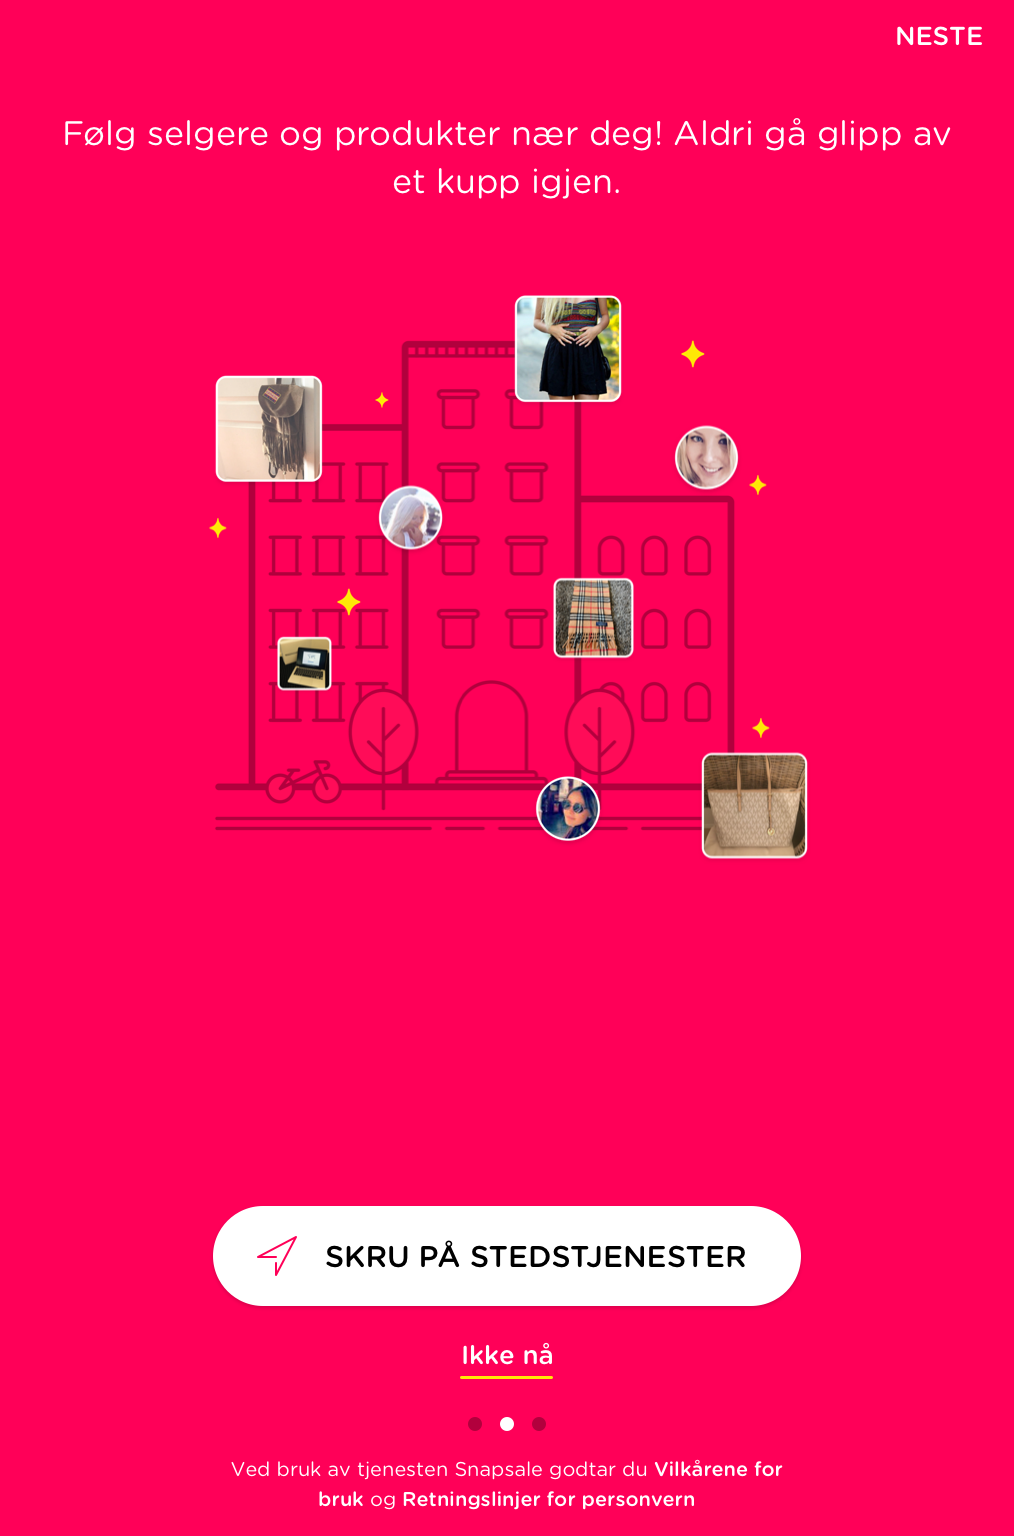 NESTE
Følg selgere og produkter nær deg! Aldri gå glipp av
et kupp igjen.
SKRU PÅ STEDSTJENESTER
Ikke nå
Ved bruk av tjenesten Snapsale godtar du Vilkårene for
bruk og Retningslinjer for personvern